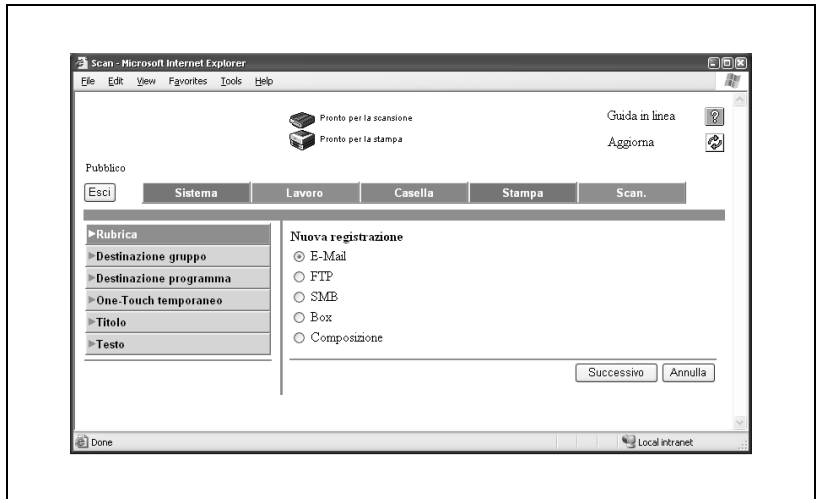 Scan - Microsoft Internet Explorer
File Edit View Favorites Tools Help
Pronto per la scansione
Pronto per la stampa
Guida in linea
?
Aggiorna
Pubblico
Esci
Sistema
Lavoro
Casella
Stampa
Scan.
►Rubrica
►Destinazione gruppo
►Destinazione programma
►One-Touch temporaneo
►Titolo
►Testo
Nuova registrazione
E-Mail
FTP
SMB
Box
Composizione
Successivo
Annulla
Done
Local intranet